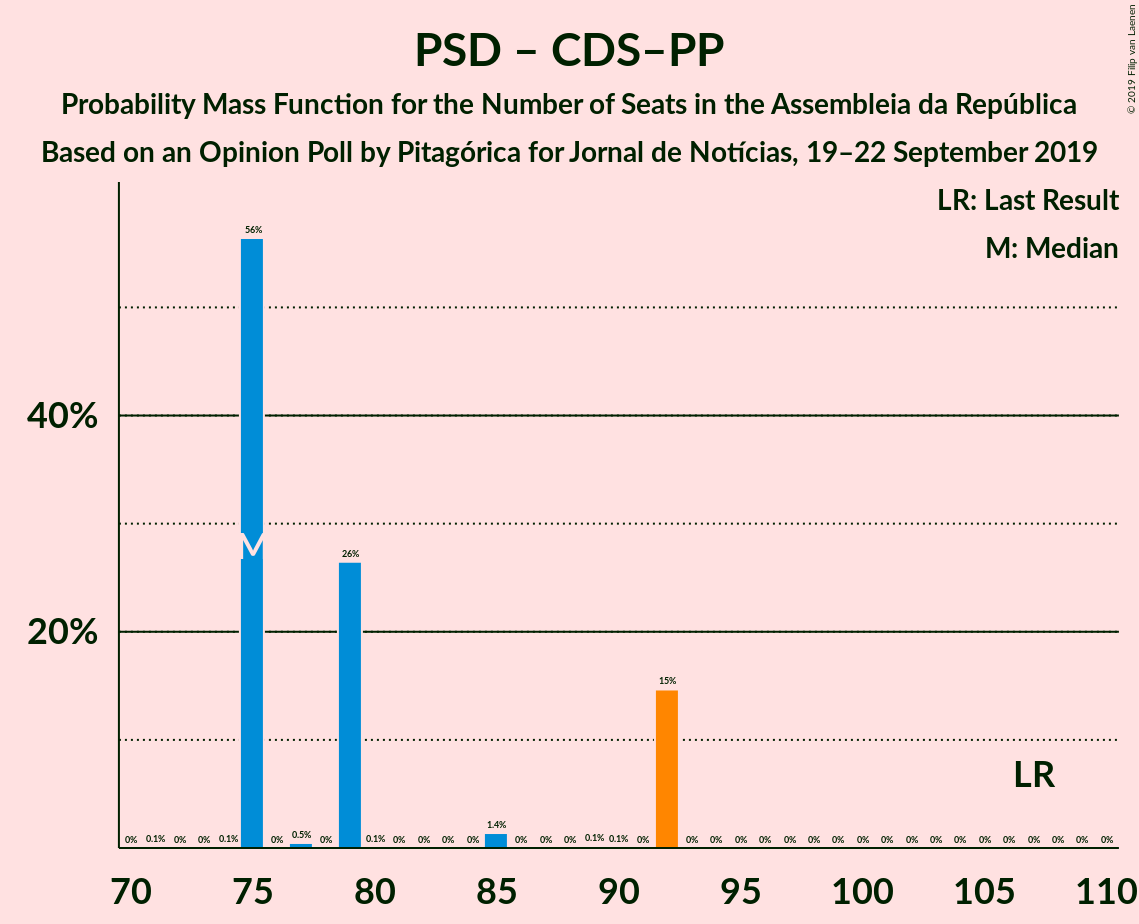 PSD – CDS–PP
Probability Mass Function for the Number of Seats in the Assembleia da República
Based on an Opinion Poll by Pitagórica for Jornal de Notícias, 19–22 September 2019
© 2019 Filip van Laenen
LR: Last Result
M: Median
40%
20%
56%
M
26%
15%
LR
0% 0.1% 0% 0% 0.1% 0% 0.5% 0% 0.1% 0% 0% 0% 0% 1.4% 0% 0% 0% 0.1% 0.1% 0% 0% 0% 0% 0% 0% 0% 0% 0% 0% 0% 0% 0% 0% 0% 0% 0% 0% 0%
70 75 80 85 90 95 100 105 110